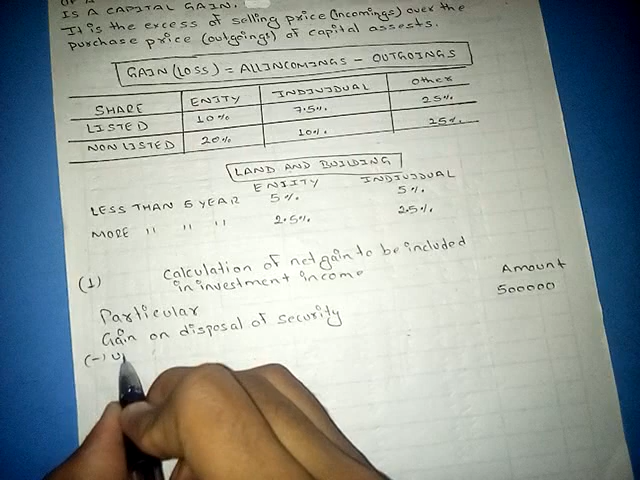 IS A CAPITAL GAIN.
It is the excess of selling price (incomings) over the
purchase price (outgoings) of capital assests.
GAIN (LOSS) = ALL INCOMINGS - OUTGOINGS
SHARE ENTITY INDIVIDUAL Other
LISTED 10% 7.5% 25%
NON LISTED 20% 10% 25%
LAND AND BUILDING
ENTITY INDIVIDUAL
LESS THAN 5 YEAR 5% 5%
MORE " " " 2.5% 2.5%
(1) Calculation of net gain to be included
in investment income
Particular Amount
Gain on disposal of security 500000
(-) U